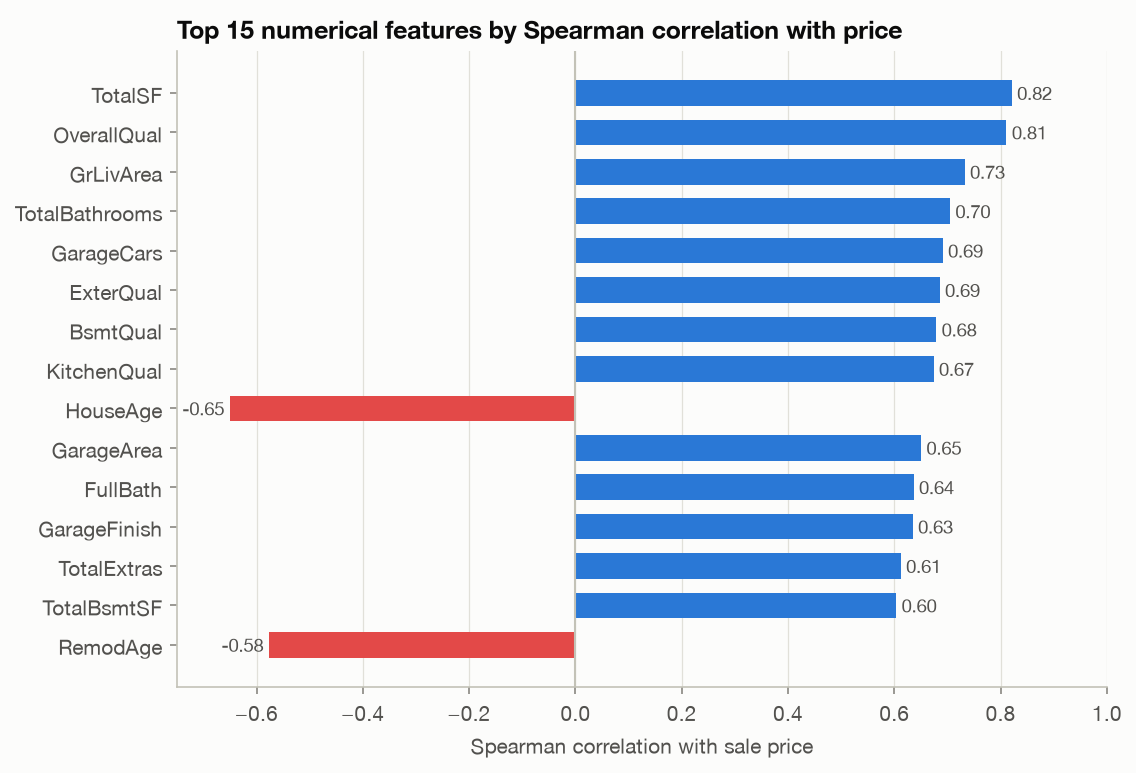 Top 15 numerical features by Spearman correlation with price
TotalSF 0.82
OverallQual 0.81
GrLivArea 0.73
TotalBathrooms 0.70
GarageCars 0.69
ExterQual 0.69
BsmtQual 0.68
KitchenQual 0.67
HouseAge -0.65
GarageArea 0.65
FullBath 0.64
GarageFinish 0.63
TotalExtras 0.61
TotalBsmtSF 0.60
RemodAge -0.58
−0.6 −0.4 −0.2 0.0 0.2 0.4 0.6 0.8 1.0
Spearman correlation with sale price